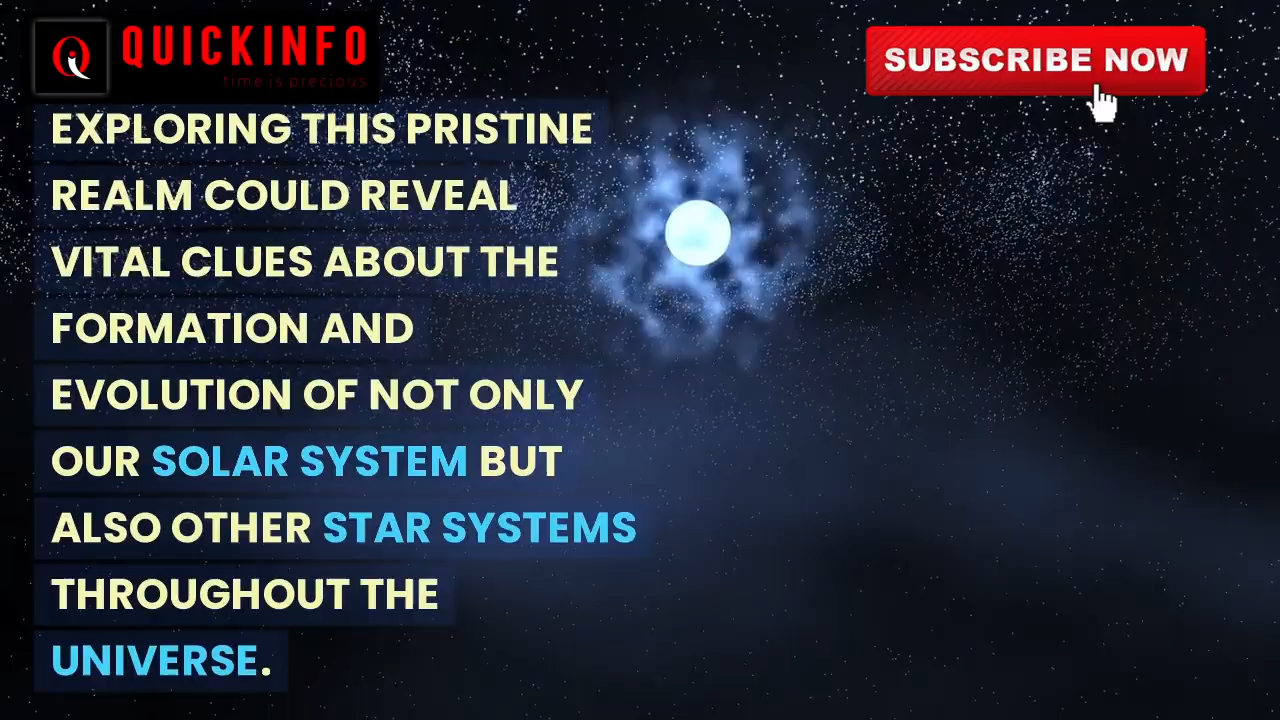 QUICKINFO
time is precious
SUBSCRIBE NOW
EXPLORING THIS PRISTINE
REALM COULD REVEAL
VITAL CLUES ABOUT THE
FORMATION AND
EVOLUTION OF NOT ONLY
OUR SOLAR SYSTEM BUT
ALSO OTHER STAR SYSTEMS
THROUGHOUT THE
UNIVERSE.